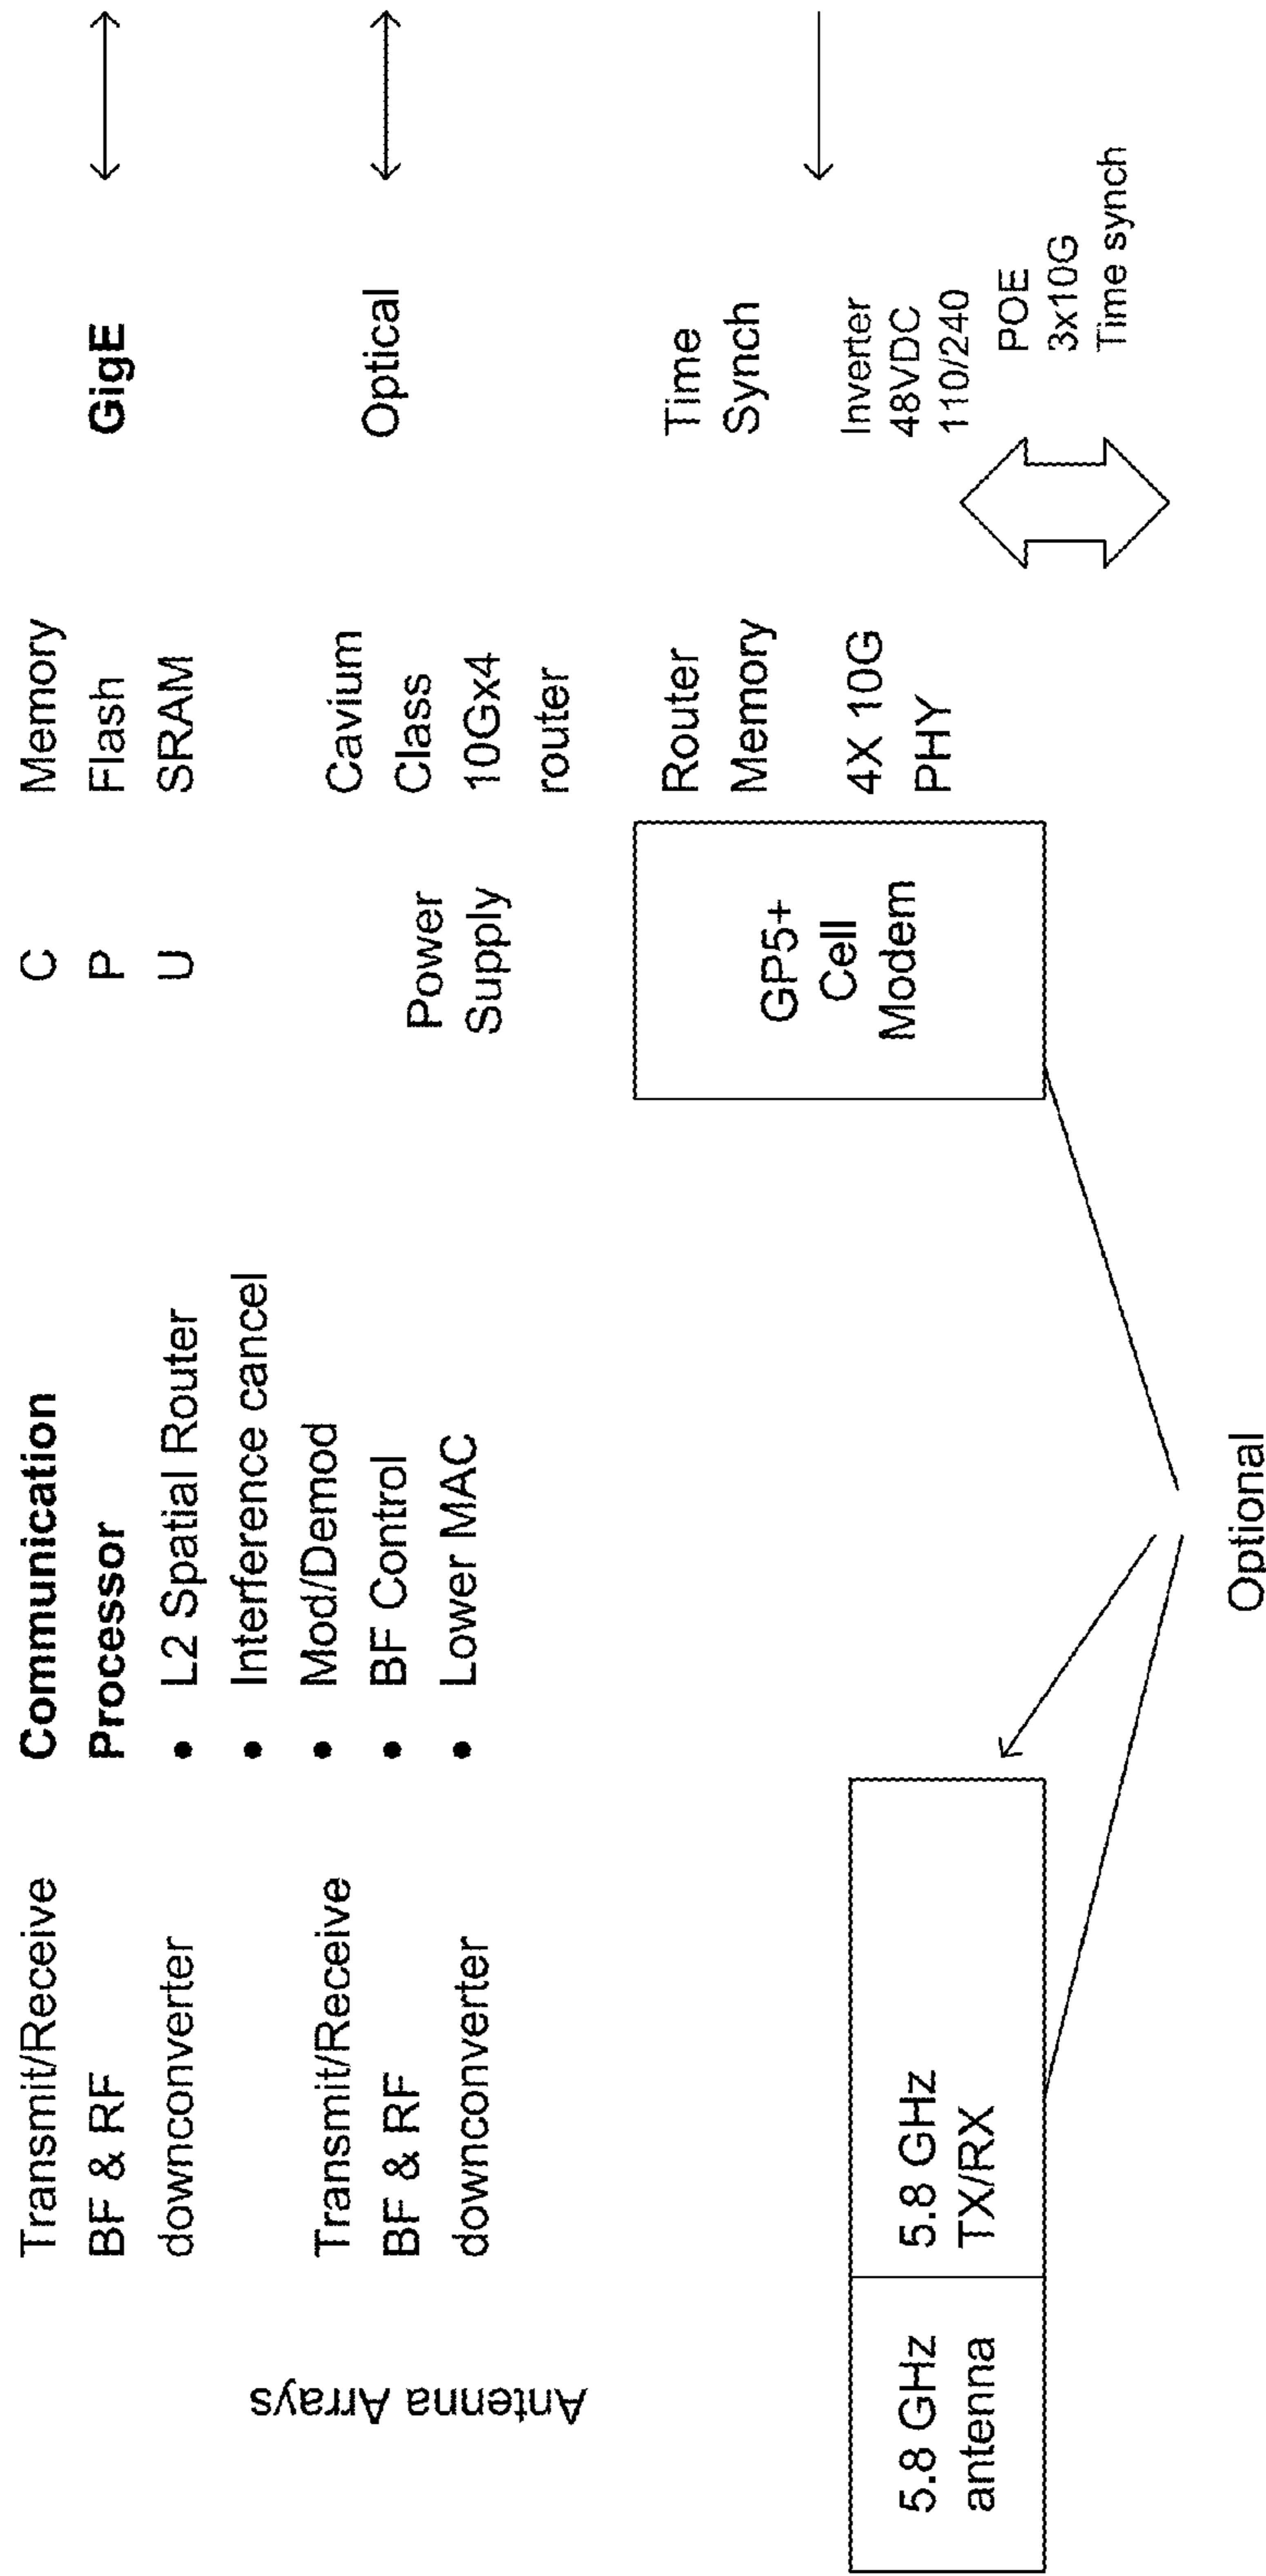 Antenna Arrays
Transmit/Receive
BF & RF
downconverter
Transmit/Receive
BF & RF
downconverter
Communication
Processor
• L2 Spatial Router
• Interference cancel
• Mod/Demod
• BF Control
• Lower MAC
C
P
U
Memory
Flash
SRAM
GigE
Power
Supply
Cavium
Class
10Gx4
router
Optical
5.8 GHz
antenna
5.8 GHz
TX/RX
GP5+
Cell
Modem
Router
Memory
4X 10G
PHY
Time
Synch
Inverter
48VDC
110/240
POE
3x10G
Time synch
Optional